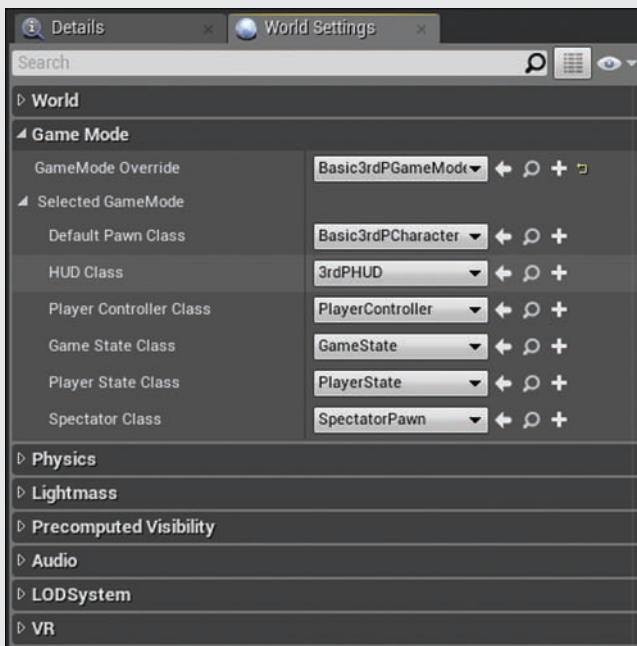 Details
World Settings
Search
World
Game Mode
GameMode Override
Basic3rdPGameMode
Selected GameMode
Default Pawn Class
Basic3rdPCharacter
HUD Class
3rdPHUD
Player Controller Class
PlayerController
Game State Class
GameState
Player State Class
PlayerState
Spectator Class
SpectatorPawn
Physics
Lightmass
Precomputed Visibility
Audio
LODSystem
VR